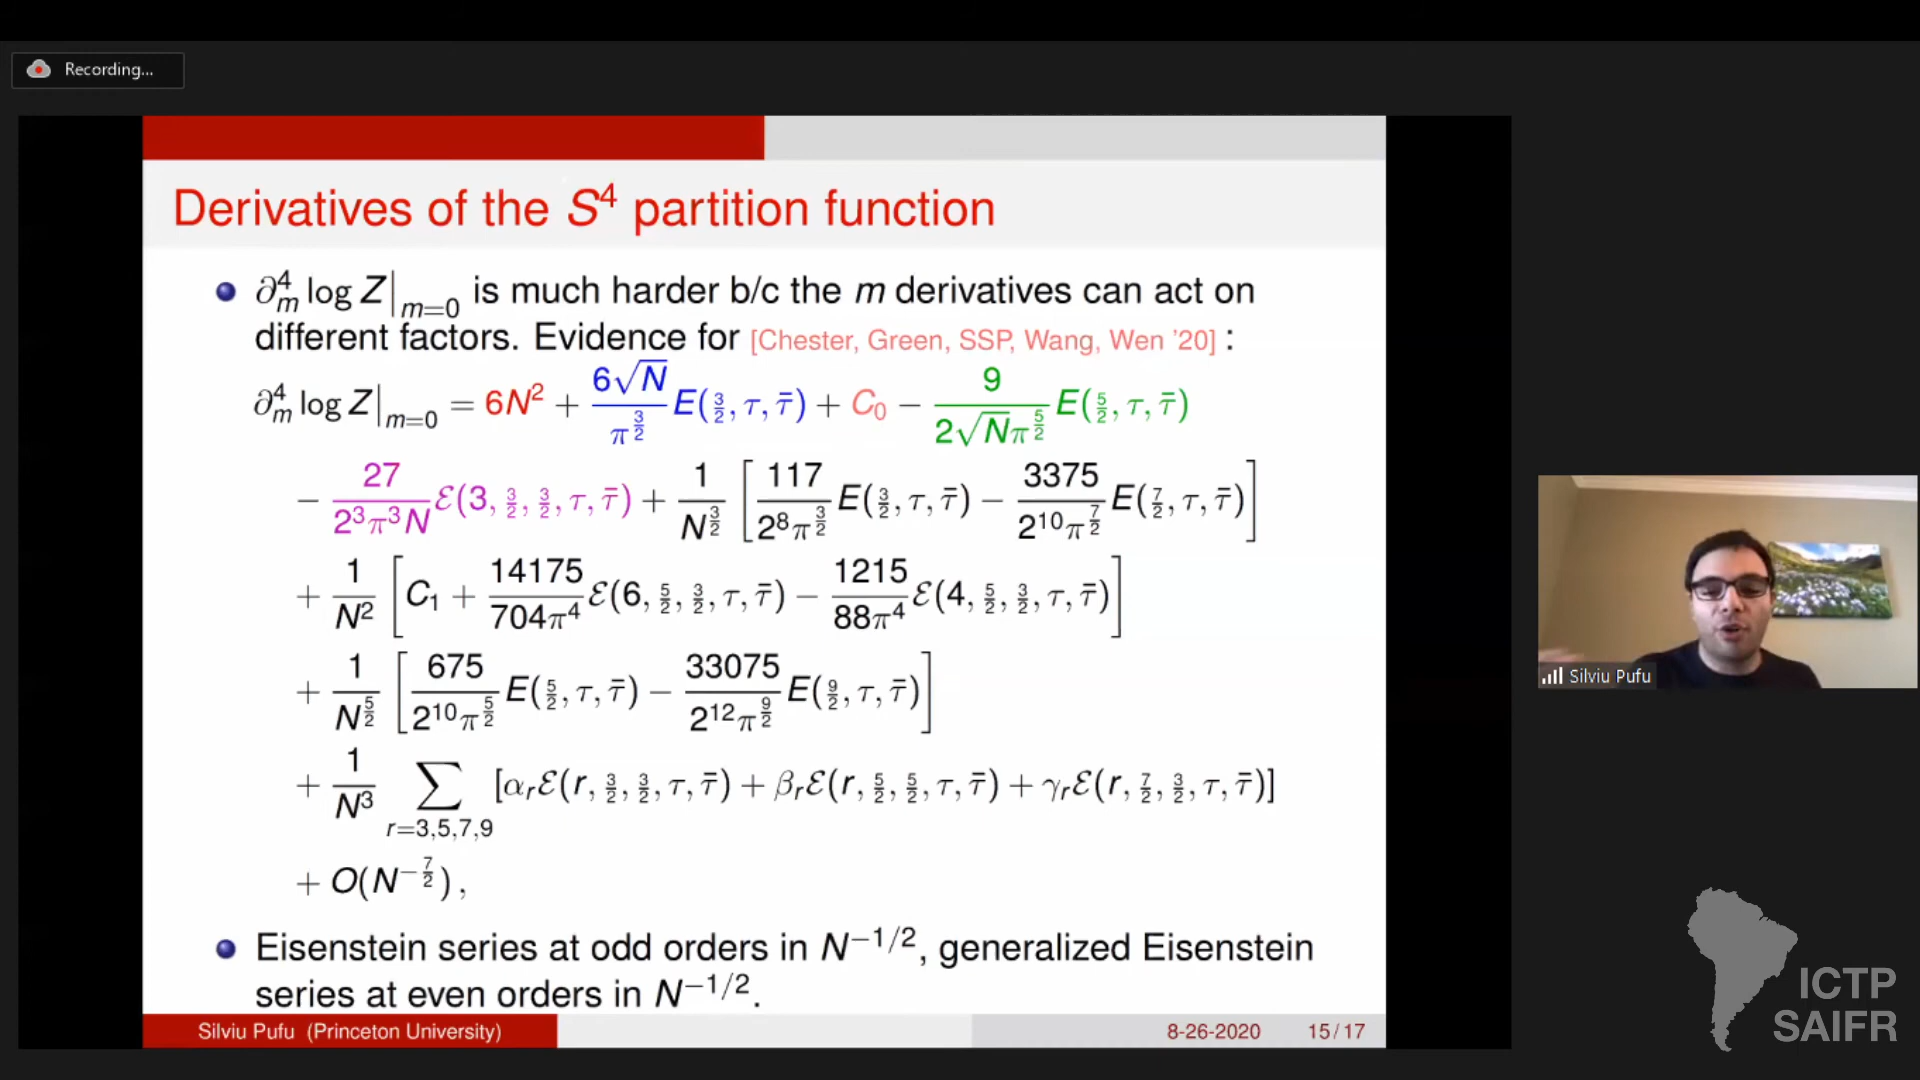 Recording...
Derivatives of the S⁴ partition function
∂⁴ₘ log Z|ₘ₌₀ is much harder b/c the m derivatives can act on
different factors. Evidence for [Chester, Green, SSP, Wang, Wen '20] :
∂⁴ₘ log Z|ₘ₌₀ = 6N² + 6√N/π^{3/2} E(3/2, τ, τ̄) + C₀ − 9/(2√Nπ^{5/2}) E(5/2, τ, τ̄)
− 27/(2³π³N) ℰ(3, 3/2, 3/2, τ, τ̄) + 1/N^{3/2} [117/(2⁸π^{3/2}) E(3/2, τ, τ̄) − 3375/(2¹⁰π^{7/2}) E(7/2, τ, τ̄)]
+ 1/N² [C₁ + 14175/(704π⁴) ℰ(6, 5/2, 3/2, τ, τ̄) − 1215/(88π⁴) ℰ(4, 5/2, 3/2, τ, τ̄)]
+ 1/N^{5/2} [675/(2¹⁰π^{5/2}) E(5/2, τ, τ̄) − 33075/(2¹²π^{9/2}) E(9/2, τ, τ̄)]
+ 1/N³ ∑_{r=3,5,7,9} [αᵣℰ(r, 3/2, 3/2, τ, τ̄) + βᵣℰ(r, 5/2, 5/2, τ, τ̄) + γᵣℰ(r, 7/2, 3/2, τ, τ̄)]
+ O(N^{−7/2}) ,
Eisenstein series at odd orders in N^{−1/2}, generalized Eisenstein
series at even orders in N^{−1/2}.
Silviu Pufu (Princeton University) 8-26-2020 15/17
Silviu Pufu
ICTP
SAIFR